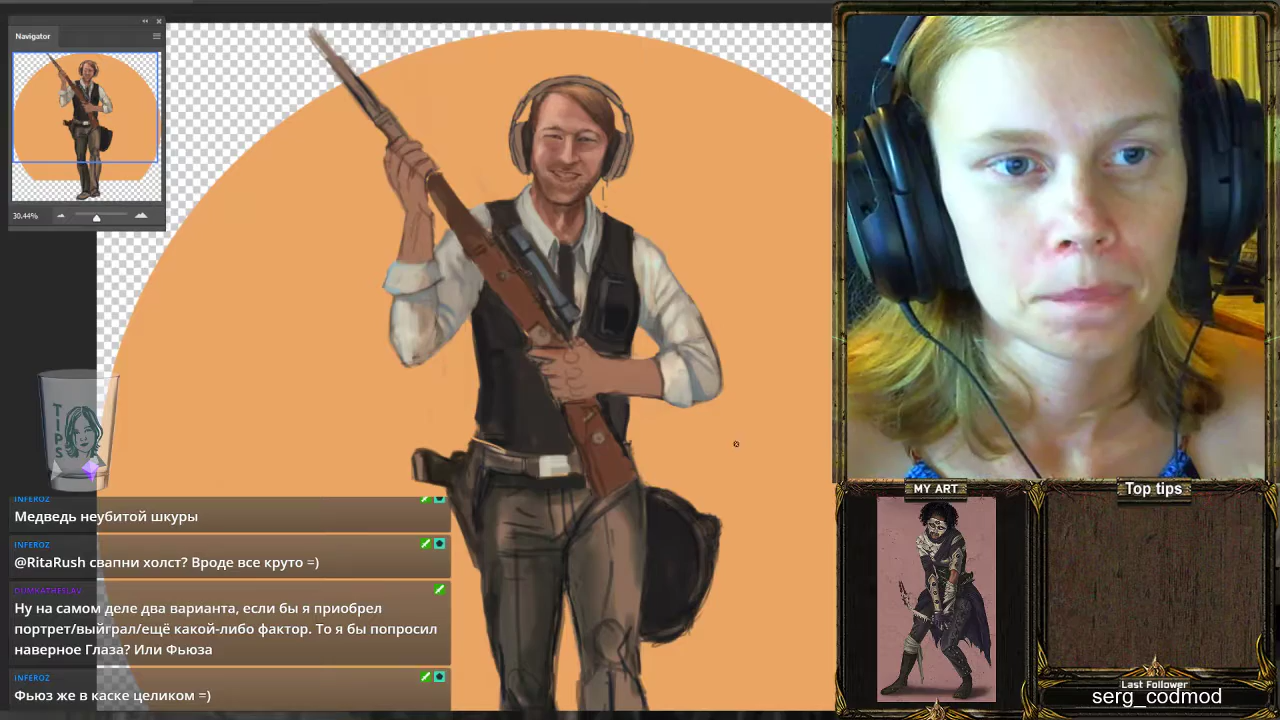 Navigator
30.44%
TIPS
INFEROZ
Медведь неубитой шкуры
INFEROZ
@RitaRush свапни холст? Вроде все круто =)
DUMKATHESLAV
Ну на самом деле два варианта, если бы я приобрел
портрет/выйграл/ещё какой-либо фактор. То я бы попросил
наверное Глаза? Или Фьюза
INFEROZ
Фьюз же в каске целиком =)
MY ART
Top tips
Last Follower
serg_codmod